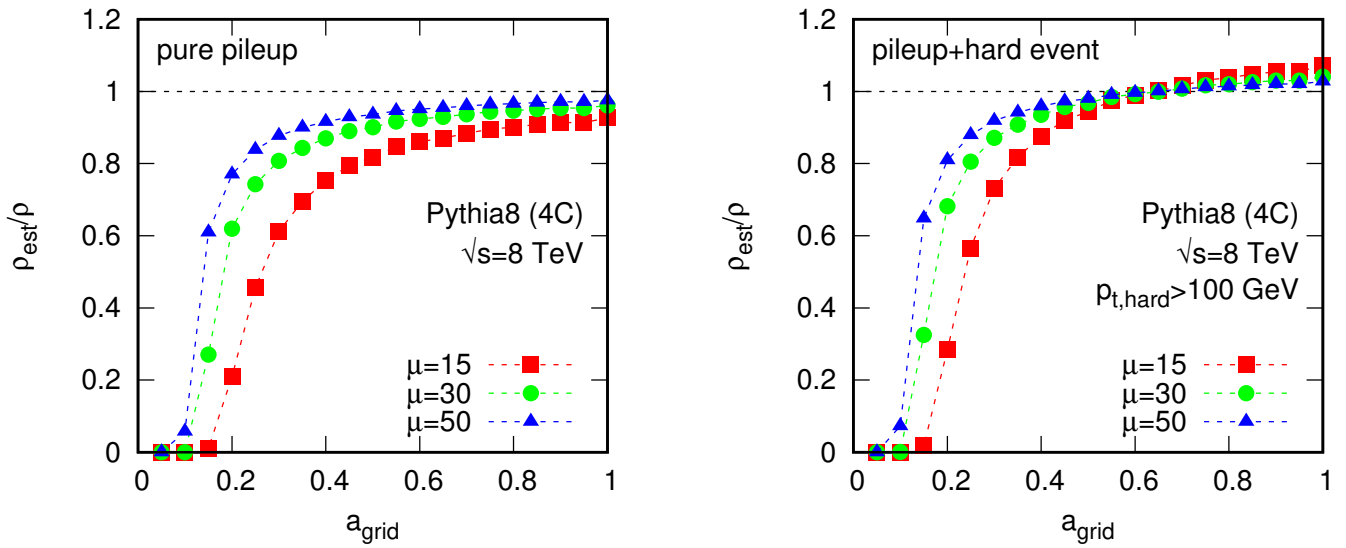 pure pileup
1.2
1
0.8
0.6
0.4
0.2
0
ρest/ρ
Pythia8 (4C)
√s=8 TeV
μ=15
μ=30
μ=50
0 0.2 0.4 0.6 0.8 1
agrid
pileup+hard event
1.2
1
0.8
0.6
0.4
0.2
0
ρest/ρ
Pythia8 (4C)
√s=8 TeV
pt,hard>100 GeV
μ=15
μ=30
μ=50
0 0.2 0.4 0.6 0.8 1
agrid